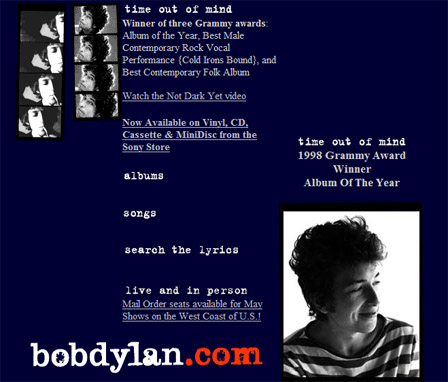 time out of mind
Winner of three Grammy awards:
Album of the Year, Best Male
Contemporary Rock Vocal
Performance {Cold Irons Bound}, and
Best Contemporary Folk Album
Watch the Not Dark Yet video
Now Available on Vinyl, CD,
Cassette & MiniDisc from the
Sony Store
albums
songs
search the lyrics
live and in person
Mail Order seats available for May
Shows on the West Coast of U.S.!
time out of mind
1998 Grammy Award
Winner
Album Of The Year
bobdylan.com